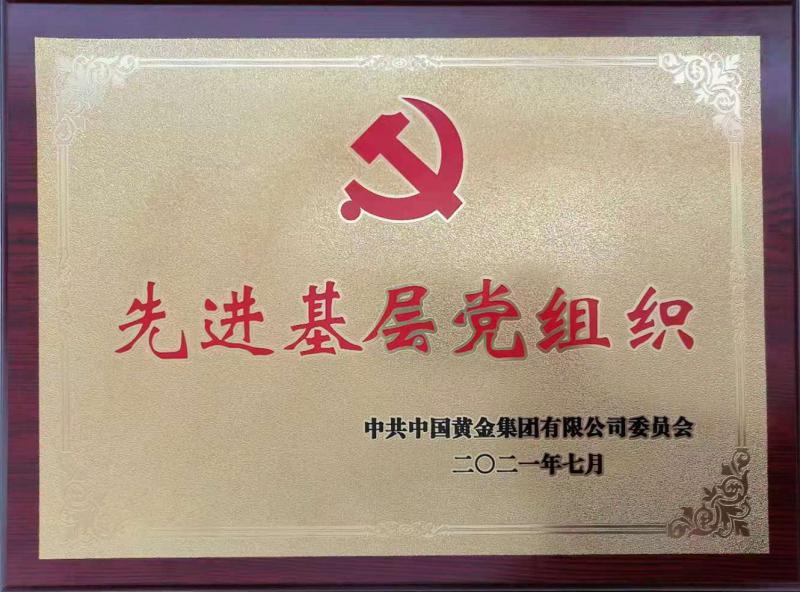 先进基层党组织
中共中国黄金集团有限公司委员会
二〇二一年七月